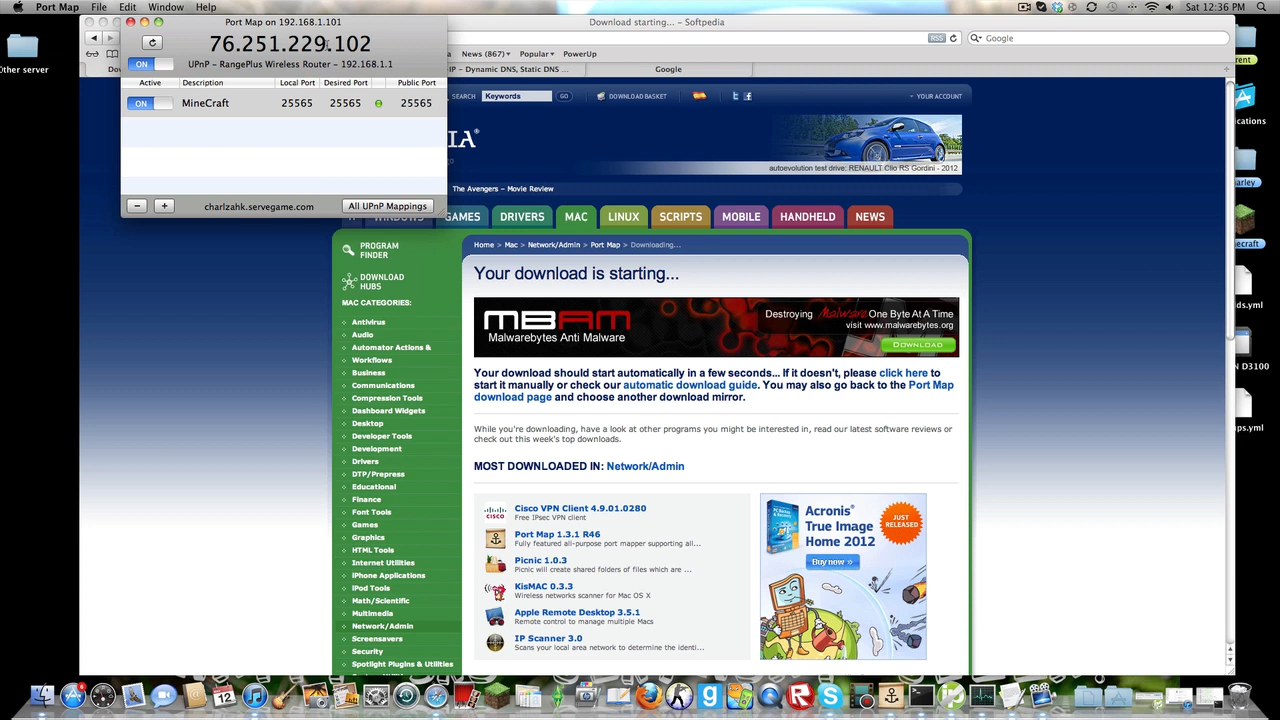 Port Map File Edit Window Help
Sat 12:36 PM
Port Map on 192.168.1.101
76.251.229.102
ON UPnP – RangePlus Wireless Router – 192.168.1.1
Active Description Local Port Desired Port Public Port
ON MineCraft 25565 25565 25565
charlzahk.servegame.com All UPnP Mappings
Download starting... – Softpedia
RSS
Google
News (867) Popular PowerUp
IP – Dynamic DNS, Static DNS ...
Google
SEARCH Keywords GO DOWNLOAD BASKET YOUR ACCOUNT
IA®
autoevolution test drive: RENAULT Clio RS Gordini - 2012
The Avengers - Movie Review
WINDOWS GAMES DRIVERS MAC LINUX SCRIPTS MOBILE HANDHELD NEWS
PROGRAM
FINDER
DOWNLOAD
HUBS
MAC CATEGORIES:
Antivirus
Audio
Automator Actions &
Workflows
Business
Communications
Compression Tools
Dashboard Widgets
Desktop
Developer Tools
Development
Drivers
DTP/Prepress
Educational
Finance
Font Tools
Games
Graphics
HTML Tools
Internet Utilities
iPhone Applications
iPod Tools
Math/Scientific
Multimedia
Network/Admin
Screensavers
Security
Spotlight Plugins & Utilities
Home > Mac > Network/Admin > Port Map > Downloading...
Your download is starting...
MBAM
Malwarebytes Anti Malware
Destroying Malware One Byte At A Time
visit www.malwarebytes.org
DOWNLOAD
Your download should start automatically in a few seconds... If it doesn't, please click here to
start it manually or check our automatic download guide. You may also go back to the Port Map
download page and choose another download mirror.
While you're downloading, have a look at other programs you might be interested in, read our latest software reviews or
check out this week's top downloads.
MOST DOWNLOADED IN: Network/Admin
CISCO
Cisco VPN Client 4.9.01.0280
Free IPsec VPN client
Port Map 1.3.1 R46
Fully featured all-purpose port mapper supporting all...
Picnic 1.0.3
Picnic will create shared folders of files which are ...
KisMAC 0.3.3
Wireless networks scanner for Mac OS X
Apple Remote Desktop 3.5.1
Remote control to manage multiple Macs
IP Scanner 3.0
Scans your local area network to determine the identi...
Acronis®
True Image
Home 2012
JUST
RELEASED
Buy now »
Other server
rent
ications
arley
ecraft
ds.yml
N D3100
ups.yml